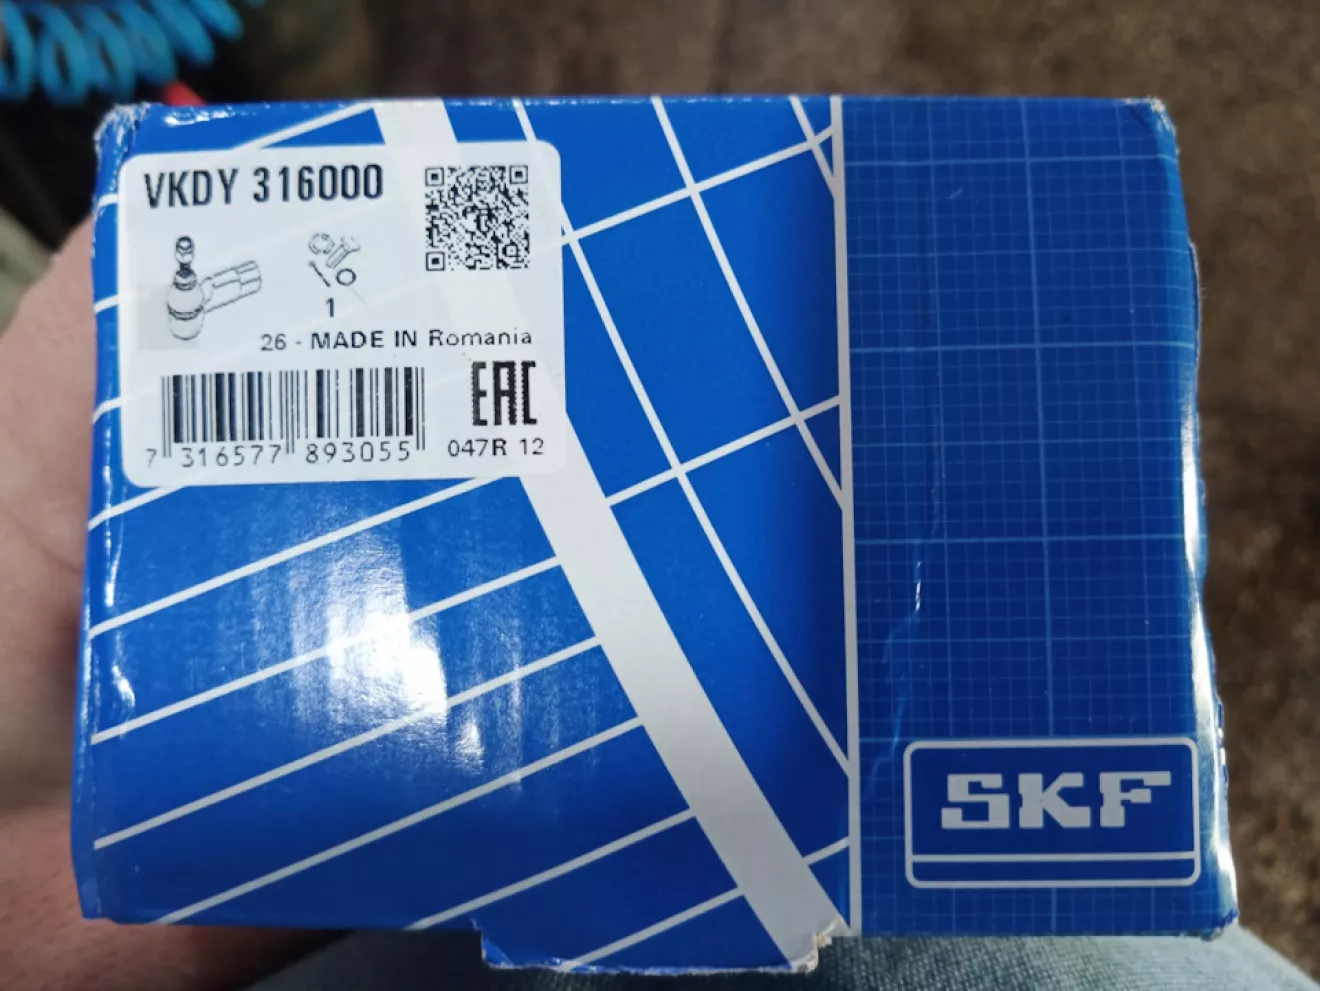 VKDY 316000
1
26 - MADE IN Romania
EAC
7 316577 893055
047R 12
SKF